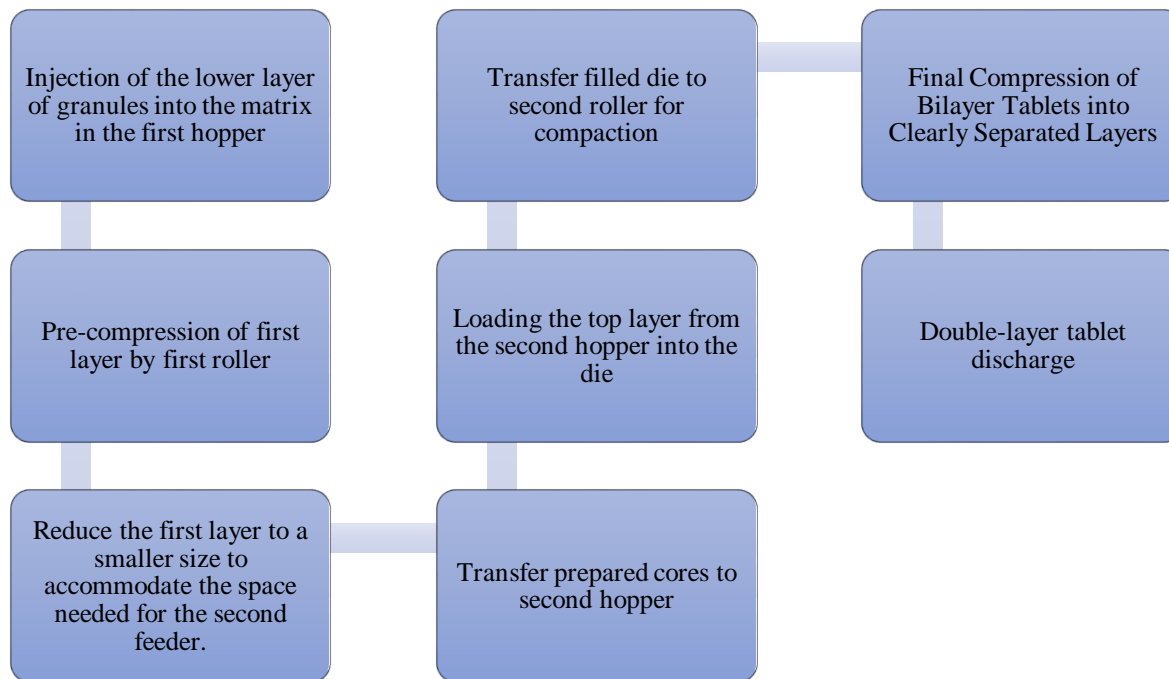 Injection of the lower layer
of granules into the matrix
in the first hopper
Pre-compression of first
layer by first roller
Reduce the first layer to a
smaller size to
accommodate the space
needed for the second
feeder.
Transfer prepared cores to
second hopper
Loading the top layer from
the second hopper into the
die
Transfer filled die to
second roller for
compaction
Final Compression of
Bilayer Tablets into
Clearly Separated Layers
Double-layer tablet
discharge